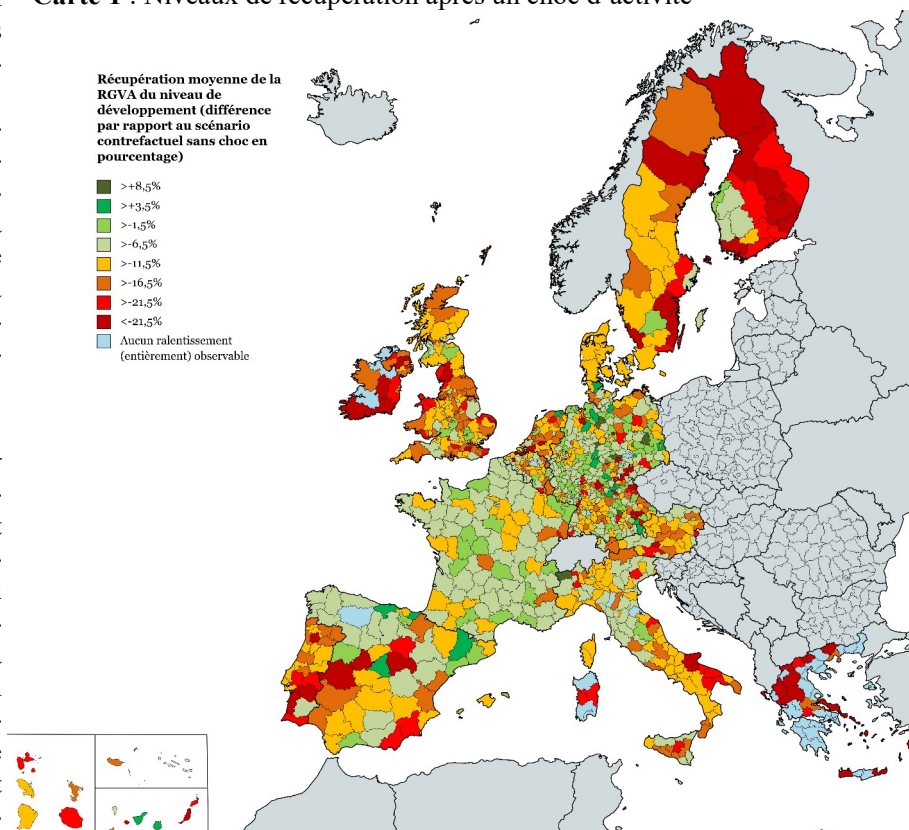 Carte 1 : Niveaux de récupération après un choc d'activité
Récupération moyenne de la
RGVA du niveau de
développement (différence
par rapport au scénario
contrefactuel sans choc en
pourcentage)
>+8,5%
>+3,5%
>-1,5%
>-6,5%
>-11,5%
>-16,5%
>-21,5%
<-21,5%
Aucun ralentissement
(entièrement) observable